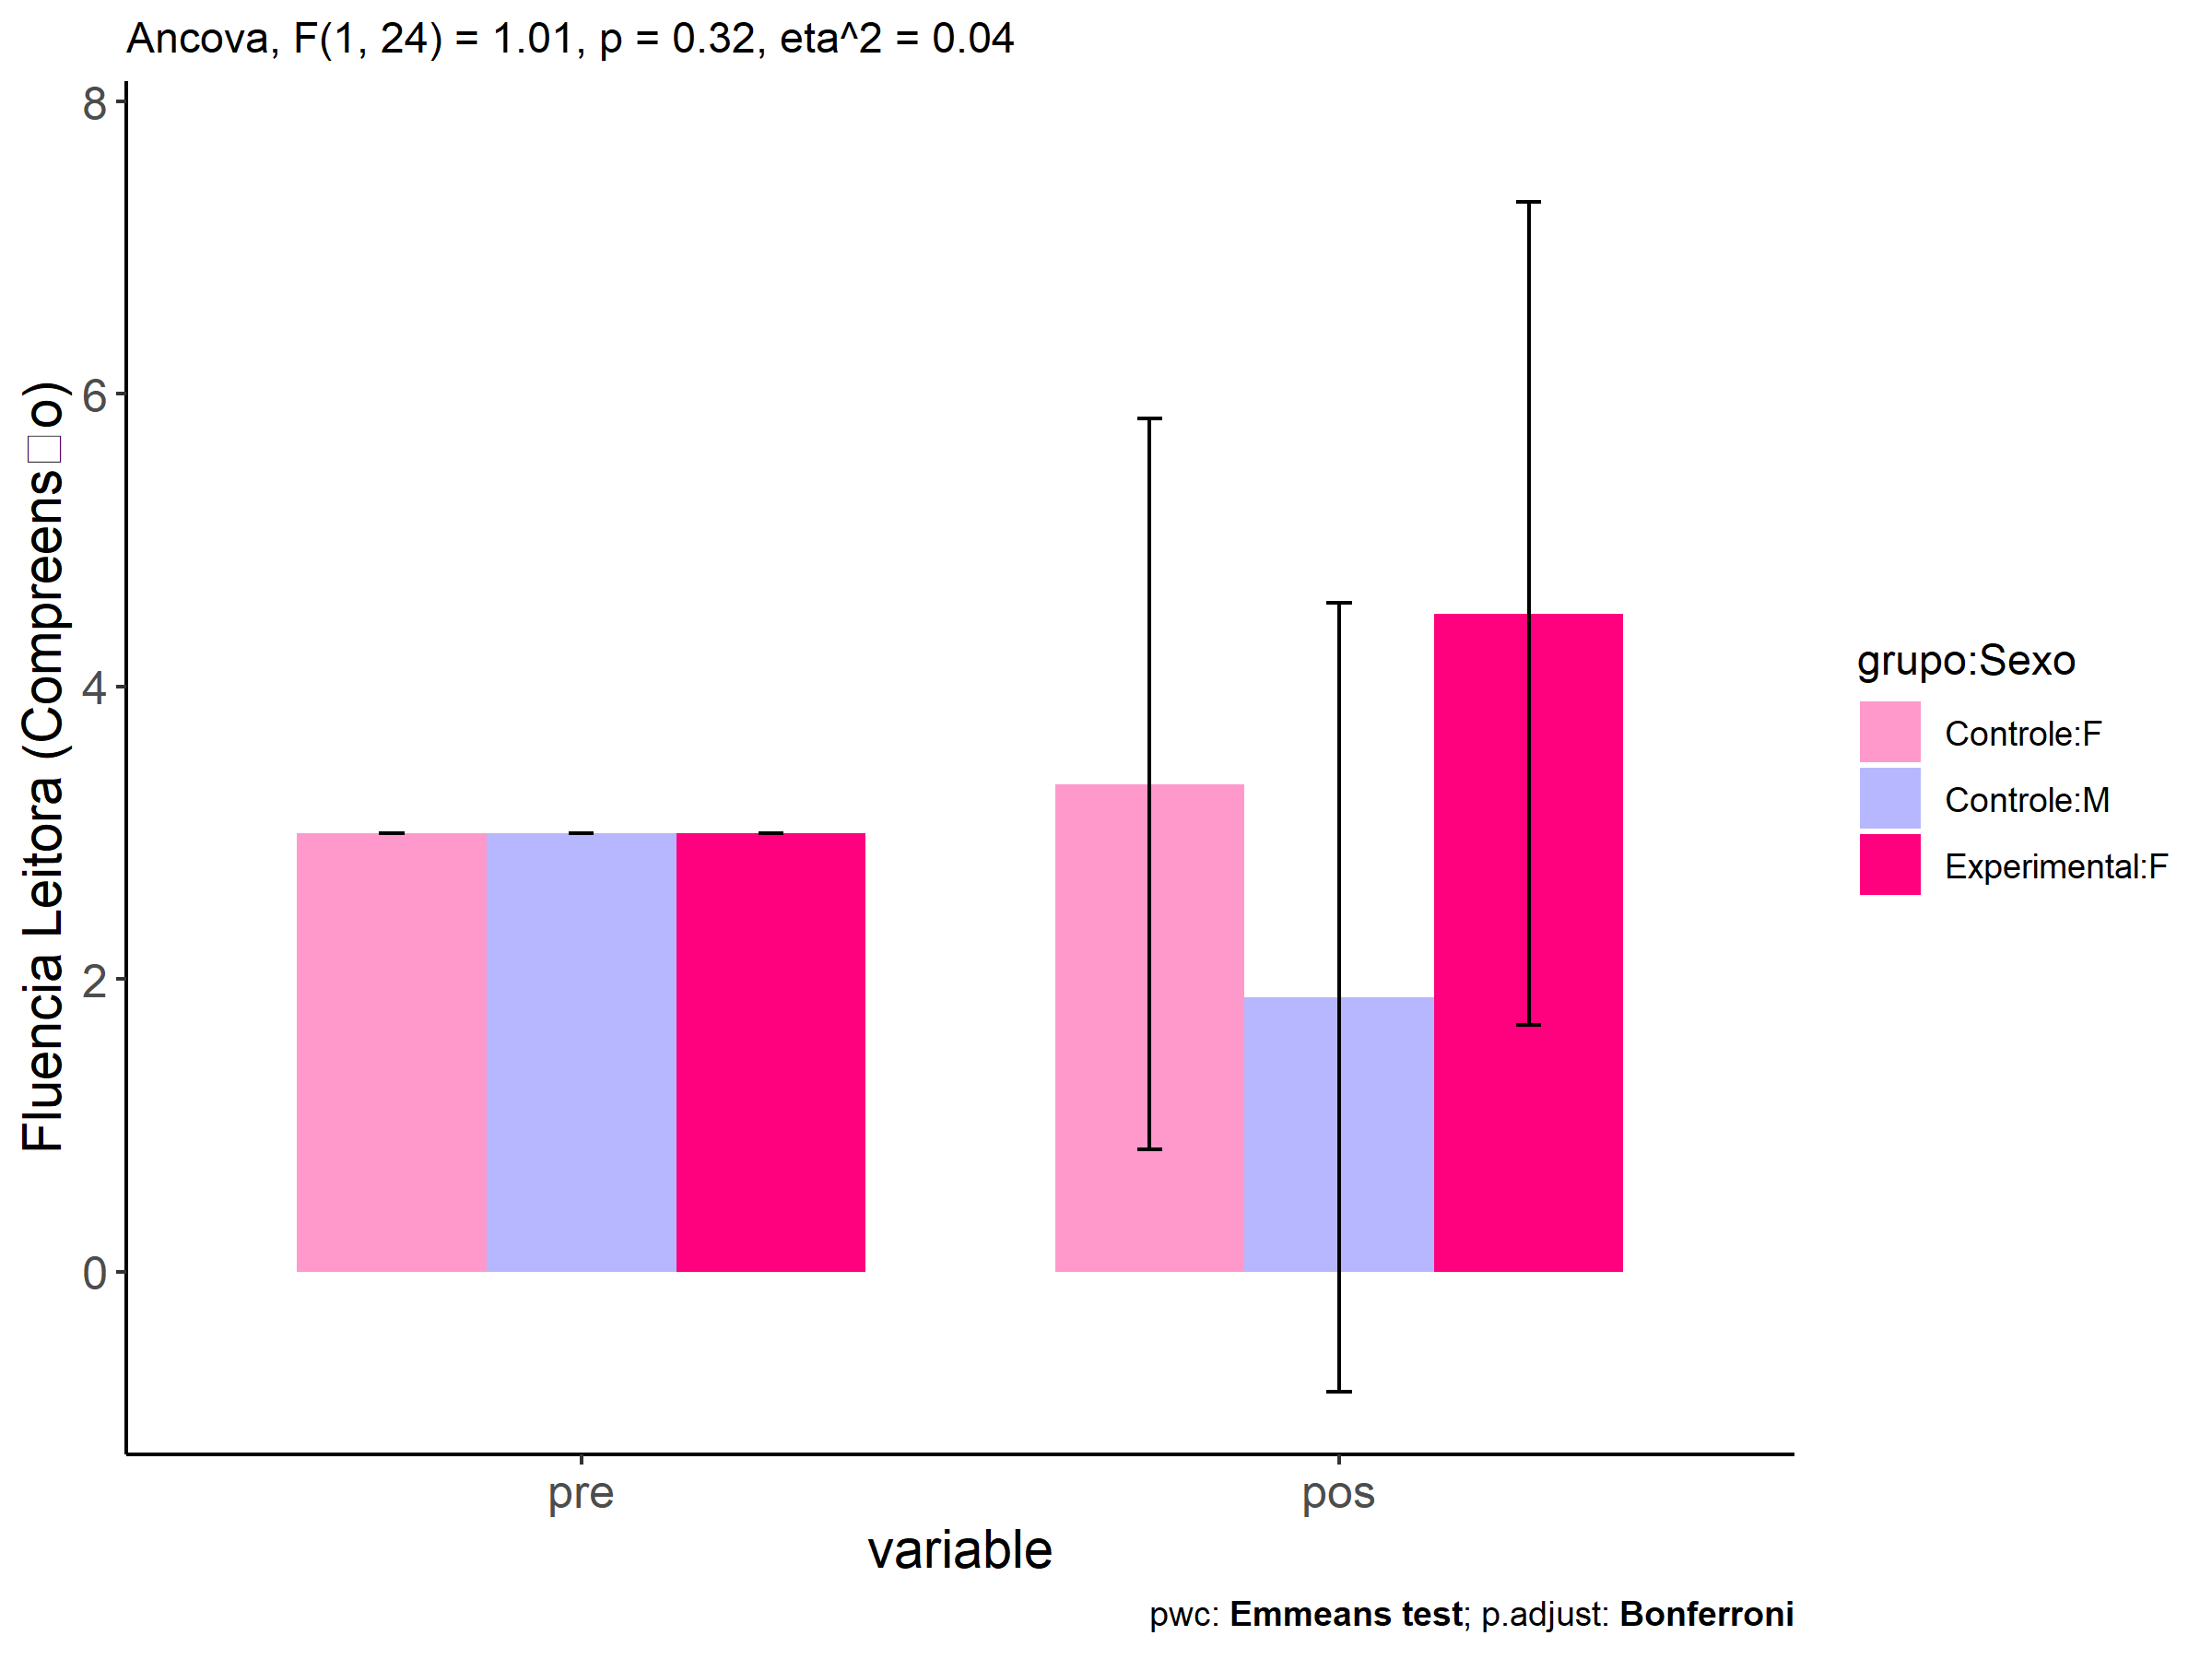 Ancova, F(1, 24) = 1.01, p = 0.32, eta^2 = 0.04
Fluencia Leitora (Compreens□o)
8
6
4
2
0
pre
pos
variable
grupo:Sexo
Controle:F
Controle:M
Experimental:F
pwc: Emmeans test; p.adjust: Bonferroni